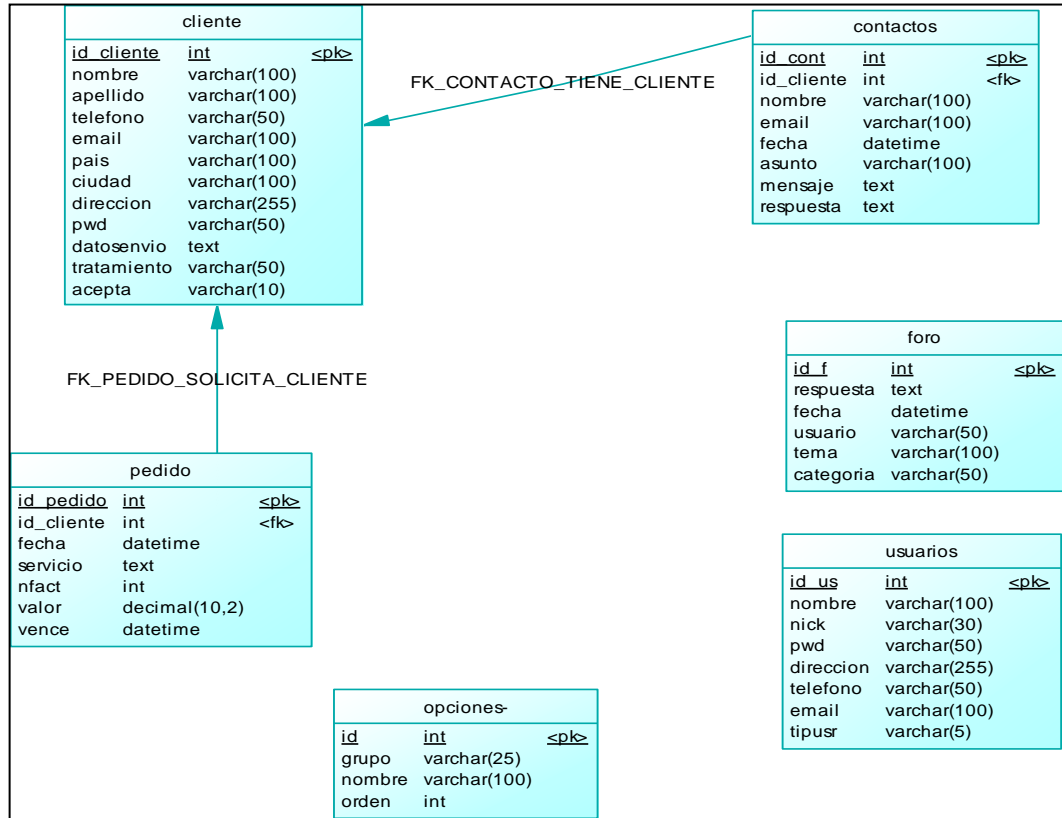 cliente
id_cliente int <pk>
nombre varchar(100)
apellido varchar(100)
telefono varchar(50)
email varchar(100)
pais varchar(100)
ciudad varchar(100)
direccion varchar(255)
pwd varchar(50)
datosenvio text
tratamiento varchar(50)
acepta varchar(10)
FK_CONTACTO_TIENE_CLIENTE
contactos
id_cont int <pk>
id_cliente int <fk>
nombre varchar(100)
email varchar(100)
fecha datetime
asunto varchar(100)
mensaje text
respuesta text
FK_PEDIDO_SOLICITA_CLIENTE
foro
id_f int <pk>
respuesta text
fecha datetime
usuario varchar(50)
tema varchar(100)
categoria varchar(50)
pedido
id_pedido int <pk>
id_cliente int <fk>
fecha datetime
servicio text
nfact int
valor decimal(10,2)
vence datetime
usuarios
id_us int <pk>
nombre varchar(100)
nick varchar(30)
pwd varchar(50)
direccion varchar(255)
telefono varchar(50)
email varchar(100)
tipusr varchar(5)
opciones-
id int <pk>
grupo varchar(25)
nombre varchar(100)
orden int